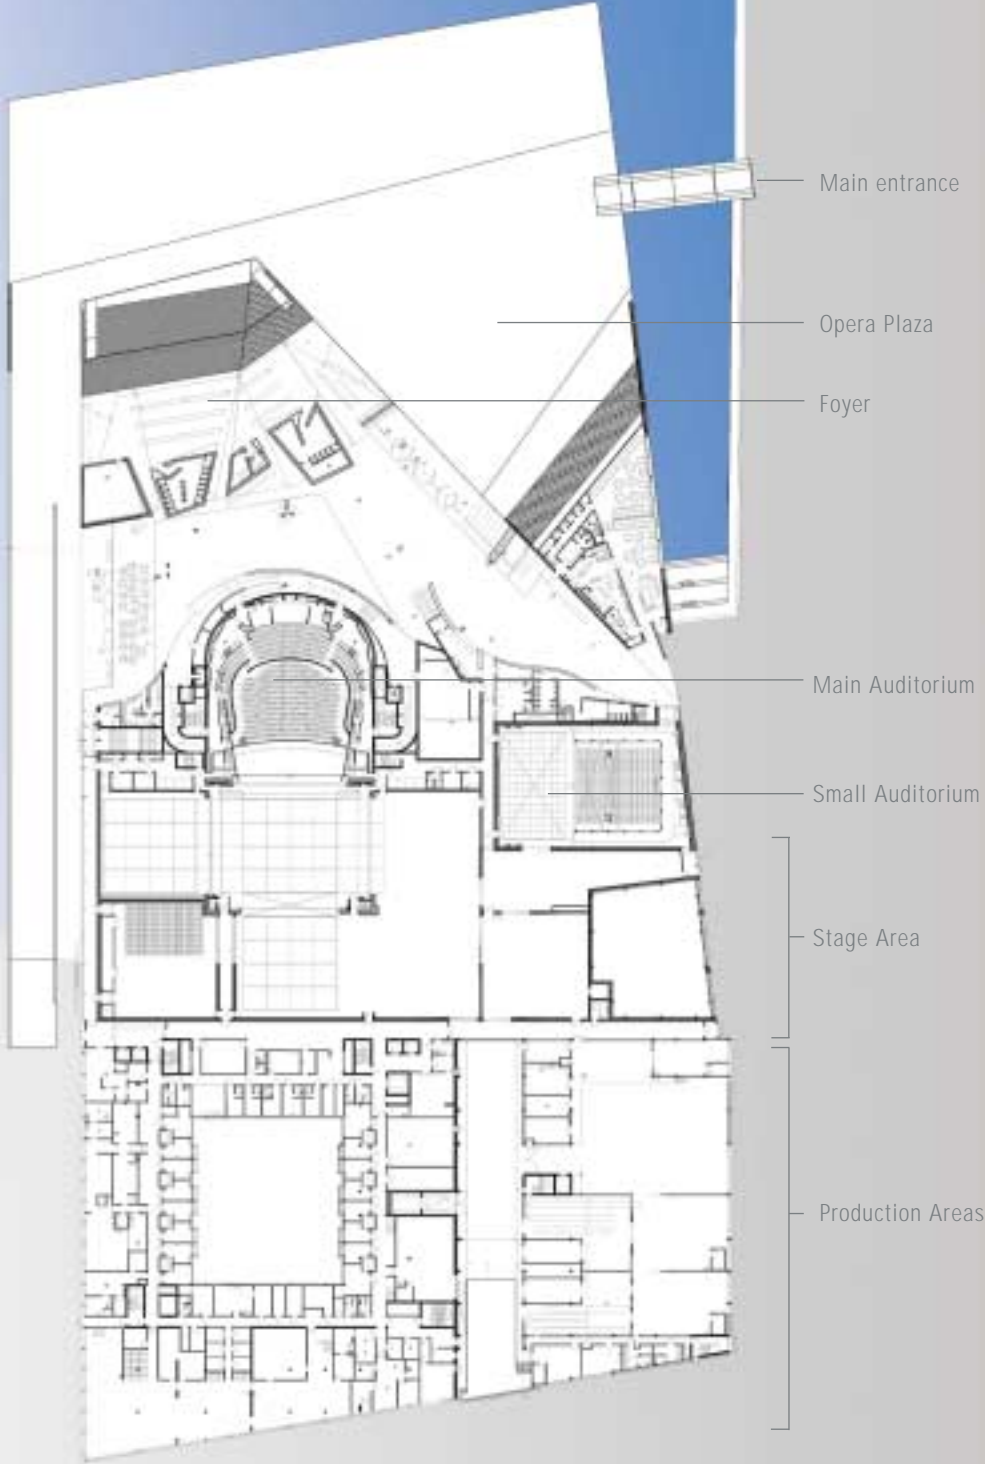 Main entrance
Opera Plaza
Foyer
Main Auditorium
Small Auditorium
Stage Area
Production Areas